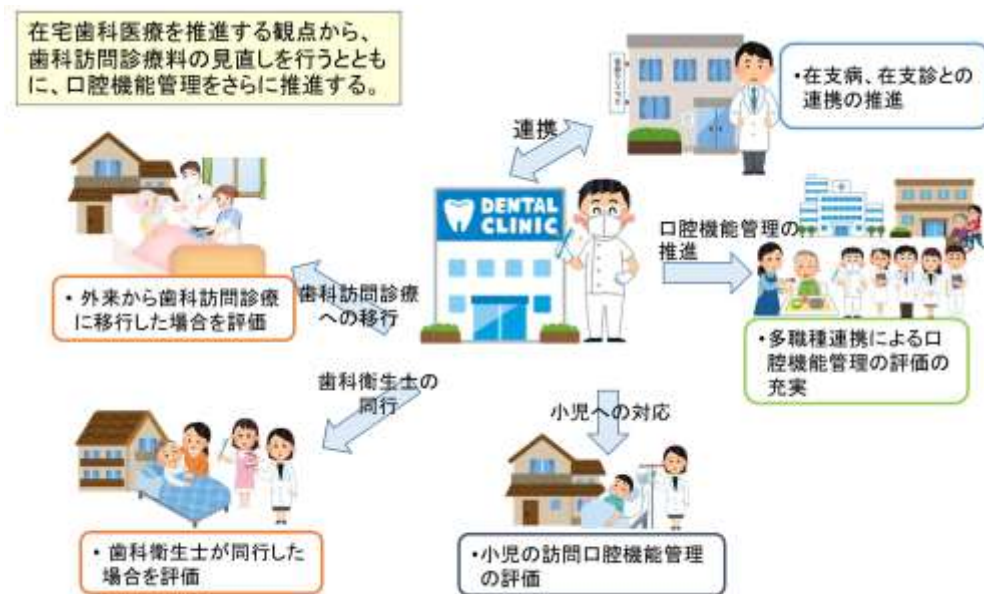 在宅歯科医療を推進する観点から、
歯科訪問診療料の見直しを行うととも
に、口腔機能管理をさらに推進する。
連携
・在支病、在支診との
連携の推進
DENTAL
CLINIC
口腔機能管理の
推進
・多職種連携による口
腔機能管理の評価の
充実
歯科訪問診療
への移行
・外来から歯科訪問診療
に移行した場合を評価
歯科衛生士の
同行
・歯科衛生士が同行した
場合を評価
小児への対応
・小児の訪問口腔機能管理
の評価